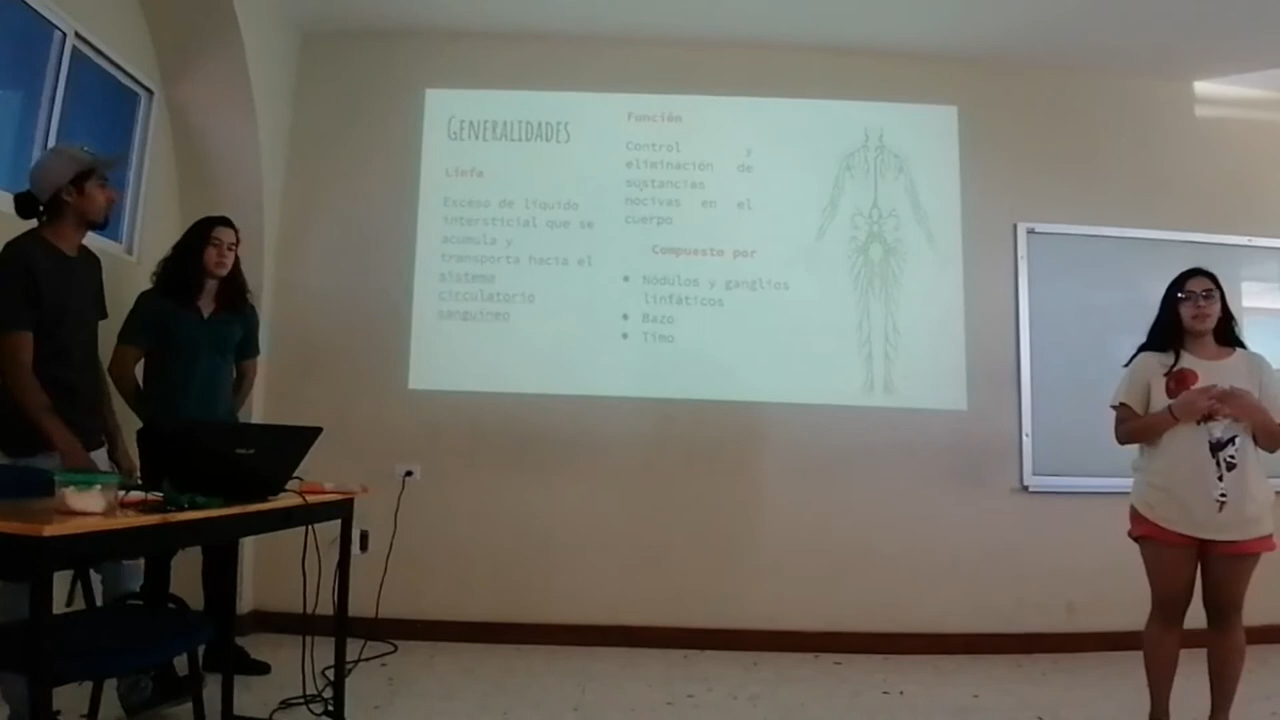 Generalidades
Linfa
Exceso de líquido
intersticial que se
acumula y
transporta hacia el
sistema
circulatorio
sanguíneo
Función
Control y
eliminación de
sustancias
nocivas en el
cuerpo
Compuesto por
Nódulos y ganglios
linfáticos
Bazo
Timo